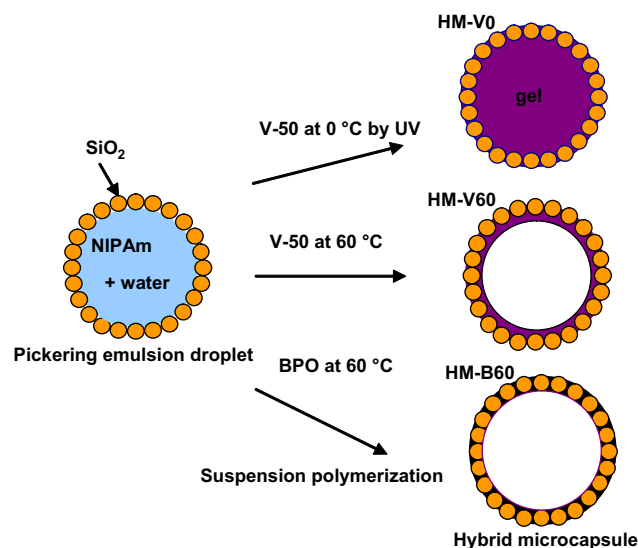 HM-V0
gel
V-50 at 0 °C by UV
SiO₂
HM-V60
NIPAm
V-50 at 60 °C
+ water
Pickering emulsion droplet
BPO at 60 °C
HM-B60
Suspension polymerization
Hybrid microcapsule